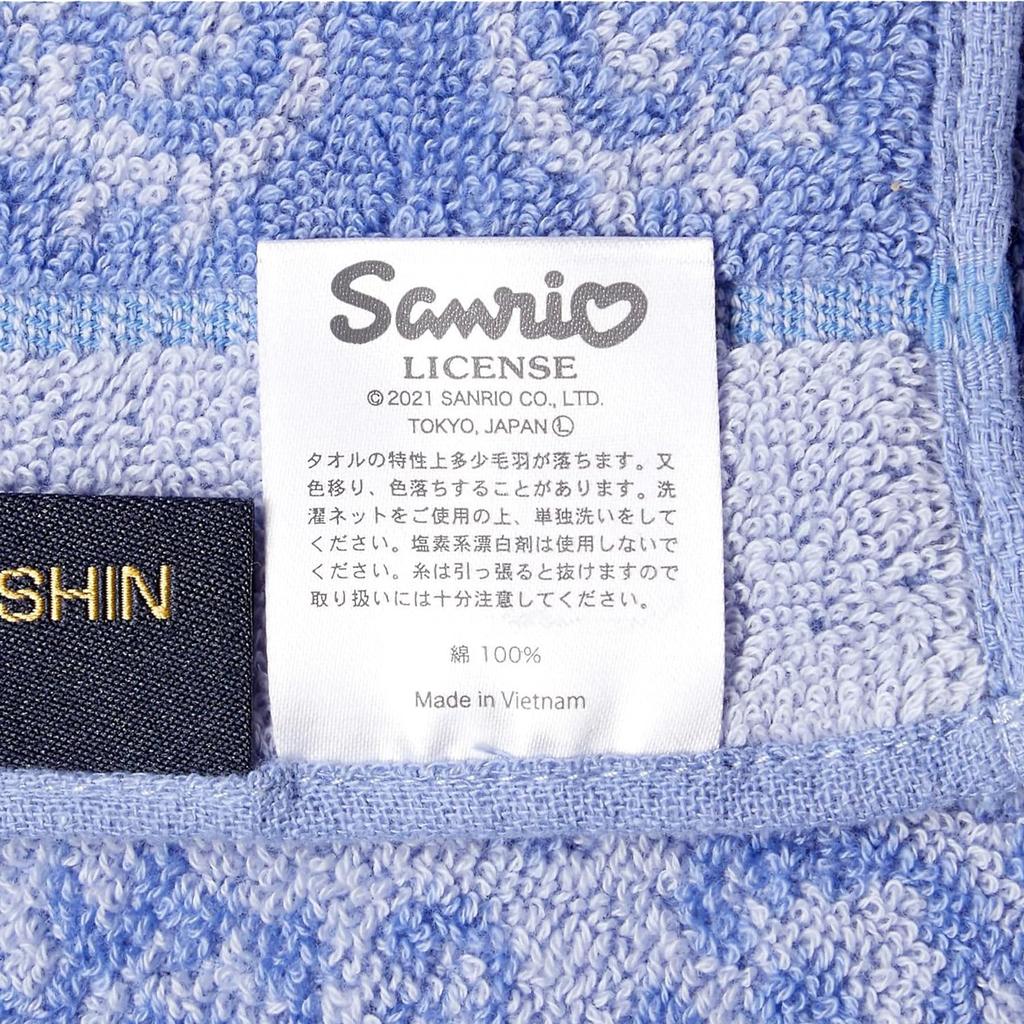 Sanrio
LICENSE
© 2021 SANRIO CO., LTD.
TOKYO, JAPAN Ⓛ
タオルの特性上多少毛羽が落ちます。又
色移り、色落ちすることがあります。洗
濯ネットをご使用の上、単独洗いをして
ください。塩素系漂白剤は使用しないで
ください。糸は引っ張ると抜けますので
取り扱いには十分注意してください。
綿 100%
Made in Vietnam
SHIN